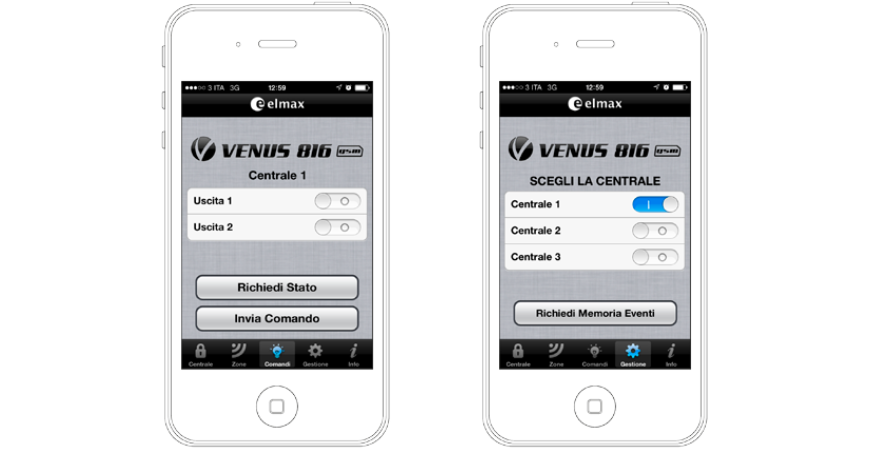 3 ITA 3G 12:59
elmax
VENUS 816 gsm
Centrale 1
Uscita 1
Uscita 2
Richiedi Stato
Invia Comando
Centrale Zone Comandi Gestione Info
3 ITA 3G 12:59
elmax
VENUS 816 gsm
SCEGLI LA CENTRALE
Centrale 1
Centrale 2
Centrale 3
Richiedi Memoria Eventi
Centrale Zone Comandi Gestione Info